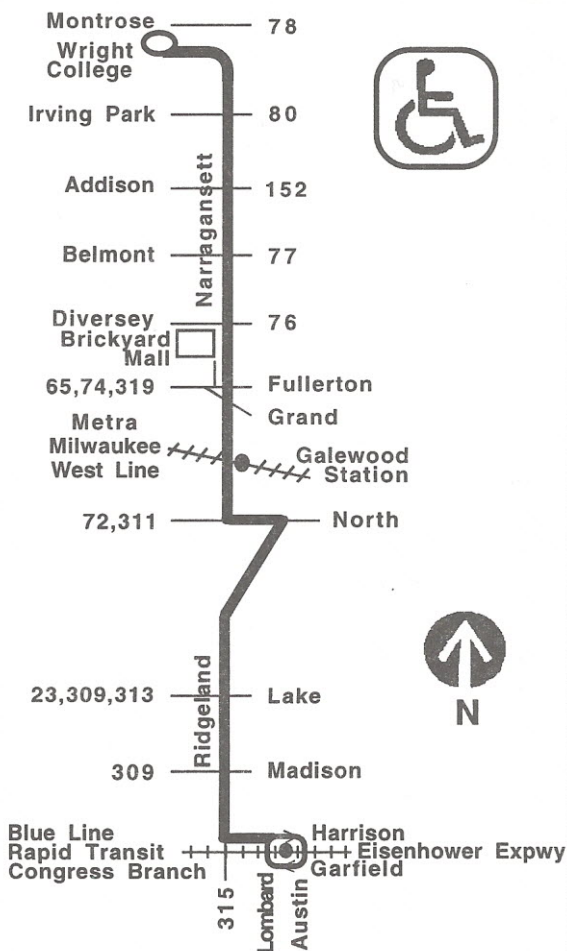 Montrose 78
Wright
College
Irving Park 80
Addison 152
Narragansett
Belmont 77
Diversey 76
Brickyard
Mall
65,74,319 Fullerton
Grand
Metra
Milwaukee
West Line
Galewood
Station
72,311 North
N
Ridgeland
23,309,313 Lake
309 Madison
Blue Line
Rapid Transit
Congress Branch
Harrison
Eisenhower Expwy
Garfield
315
Lombard
Austin